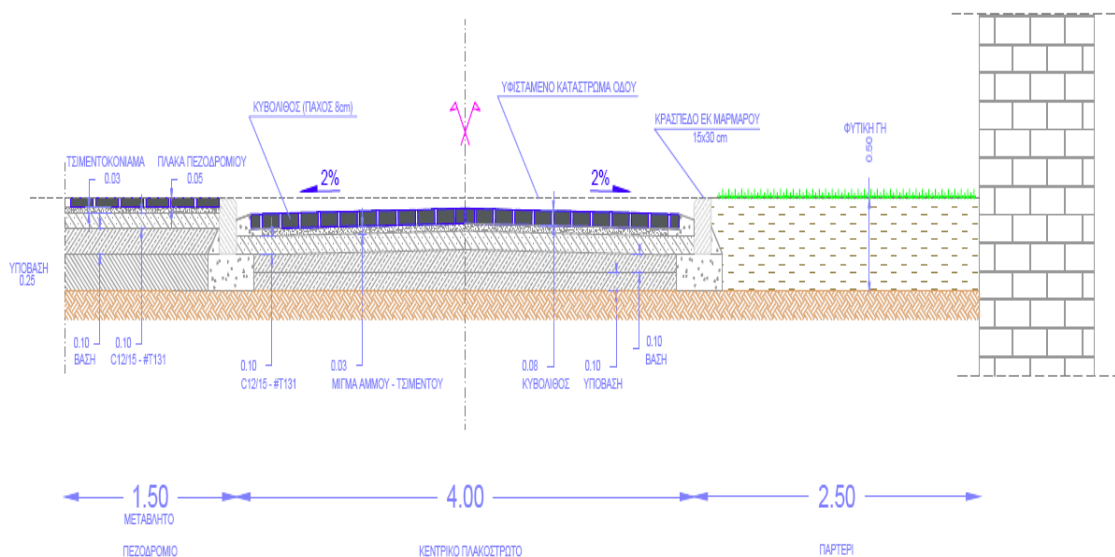 ΥΦΙΣΤΑΜΕΝΟ ΚΑΤΑΣΤΡΩΜΑ ΟΔΟΥ
ΚΥΒΟΛΙΘΟΣ (ΠΑΧΟΣ 8cm)
ΚΡΑΣΠΕΔΟ ΕΚ ΜΑΡΜΑΡΟΥ
15x30 cm
ΦΥΤΙΚΗ ΓΗ
0.50
ΤΣΙΜΕΝΤΟΚΟΝΙΑΜΑ
0.03
ΠΛΑΚΑ ΠΕΖΟΔΡΟΜΙΟΥ
0.05
2%
2%
ΥΠΟΒΑΣΗ
0.25
0.10
ΒΑΣΗ
0.10
C12/15 - #T131
0.10
C12/15 - #T131
0.03
ΜΙΓΜΑ ΑΜΜΟΥ - ΤΣΙΜΕΝΤΟΥ
0.08
ΚΥΒΟΛΙΘΟΣ
0.10
ΥΠΟΒΑΣΗ
0.10
ΒΑΣΗ
1.50
ΜΕΤΑΒΛΗΤΟ
ΠΕΖΟΔΡΟΜΙΟ
4.00
ΚΕΝΤΡΙΚΟ ΠΛΑΚΟΣΤΡΩΤΟ
2.50
ΠΑΡΤΕΡΙ